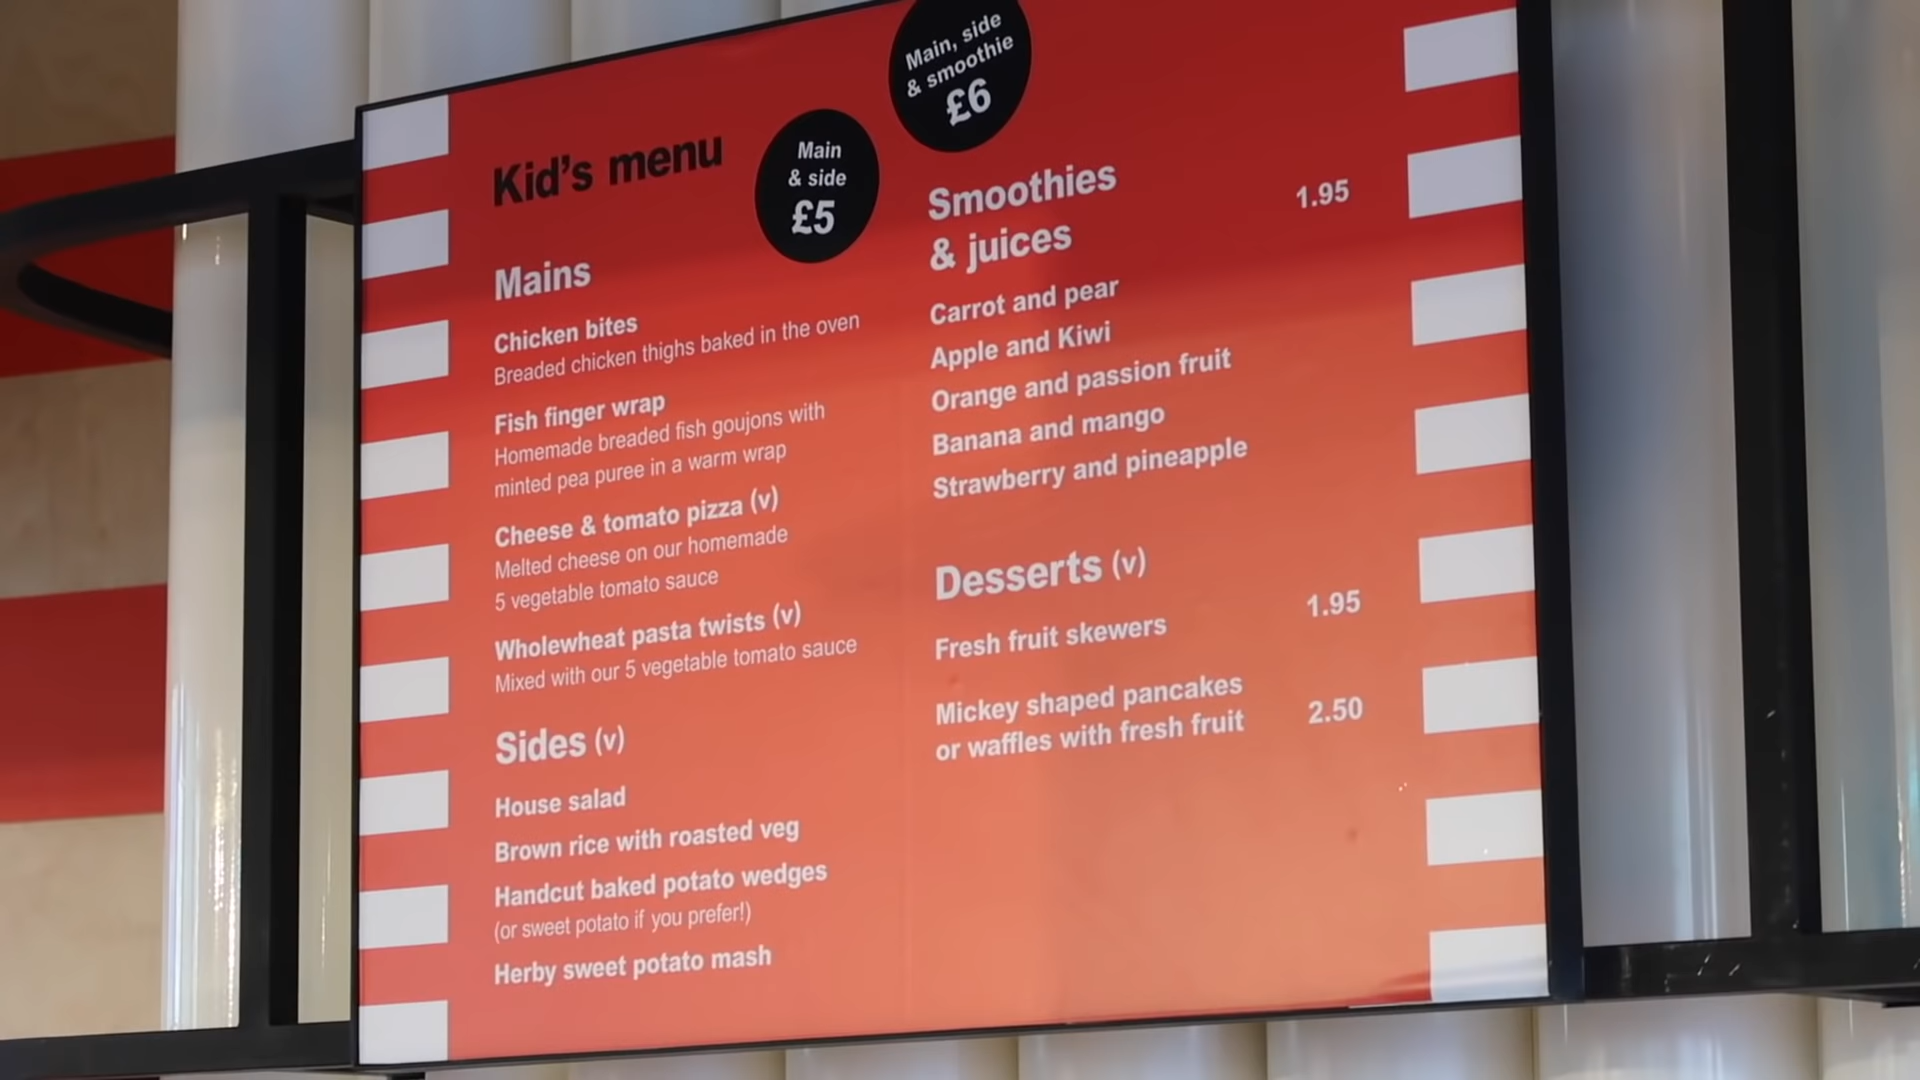 Kid's menu
Main
& side
£5
Main, side
& smoothie
£6
Mains
Chicken bites
Breaded chicken thighs baked in the oven
Fish finger wrap
Homemade breaded fish goujons with
minted pea puree in a warm wrap
Cheese & tomato pizza (v)
Melted cheese on our homemade
5 vegetable tomato sauce
Wholewheat pasta twists (v)
Mixed with our 5 vegetable tomato sauce
Sides (v)
House salad
Brown rice with roasted veg
Handcut baked potato wedges
(or sweet potato if you prefer!)
Herby sweet potato mash
Smoothies 1.95
& juices
Carrot and pear
Apple and Kiwi
Orange and passion fruit
Banana and mango
Strawberry and pineapple
Desserts (v)
Fresh fruit skewers 1.95
Mickey shaped pancakes
or waffles with fresh fruit 2.50